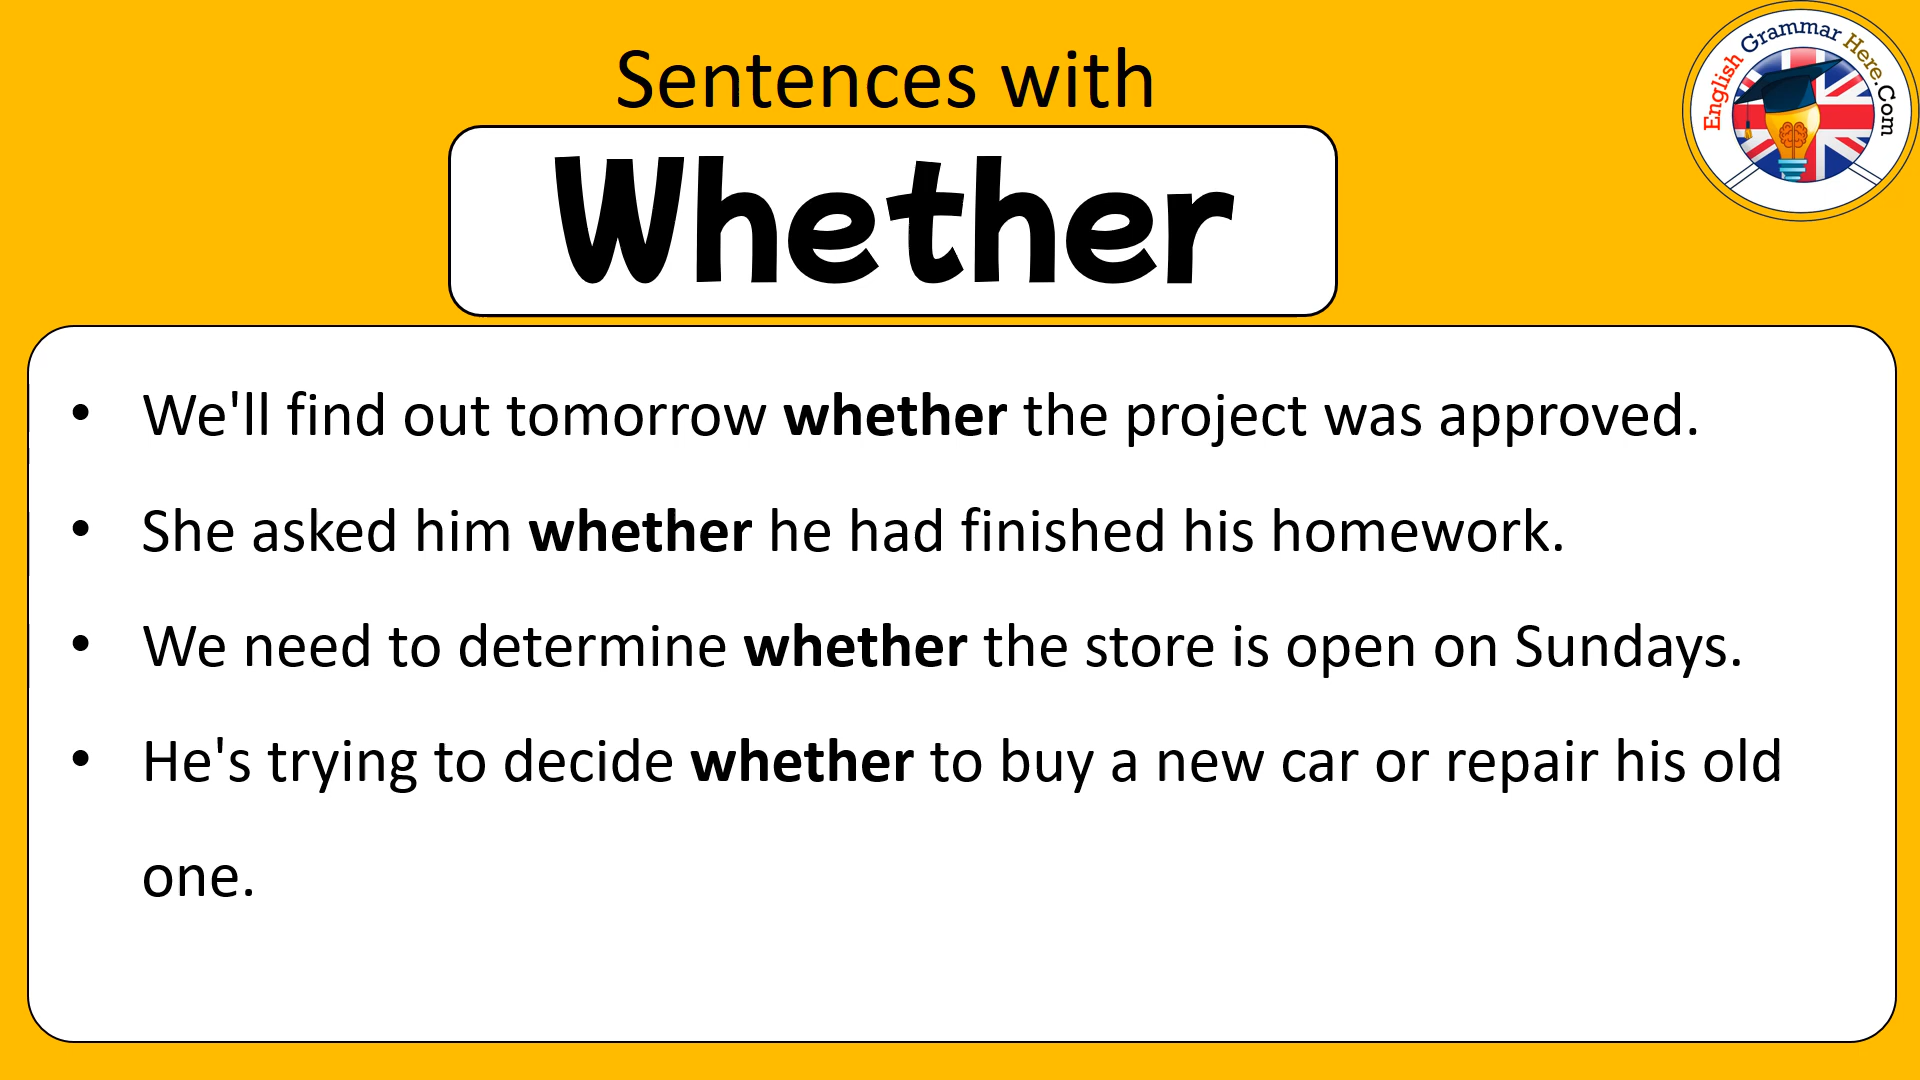 Sentences with
Whether
English Grammar Here.Com
• We'll find out tomorrow whether the project was approved.
• She asked him whether he had finished his homework.
• We need to determine whether the store is open on Sundays.
• He's trying to decide whether to buy a new car or repair his old
one.